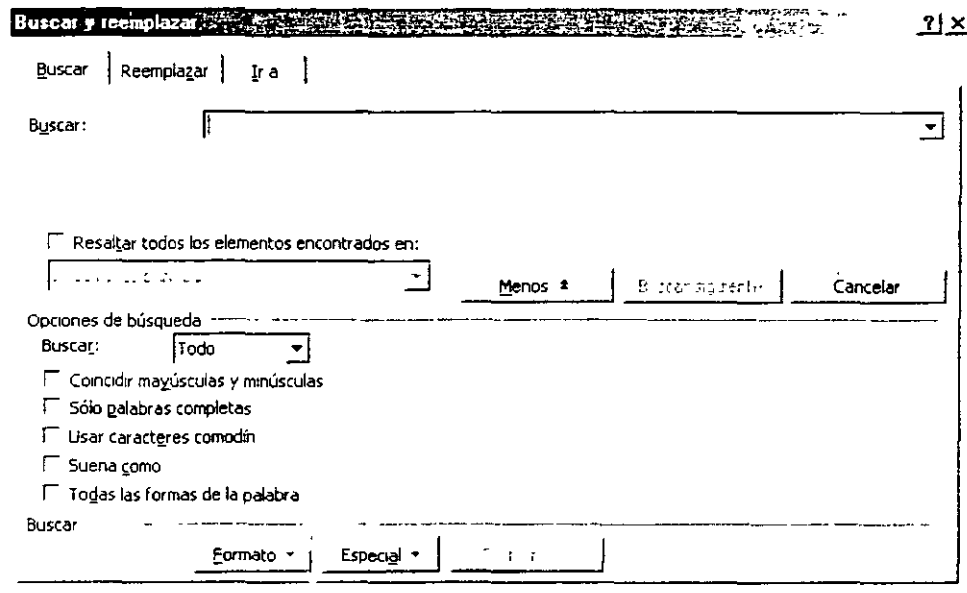 Buscar y reemplazar ? ×
Buscar Reemplazar Ir a
Buscar:
Resaltar todos los elementos encontrados en:
Menos Buscar siguiente Cancelar
Opciones de búsqueda
Buscar: Todo
Coincidir mayúsculas y minúsculas
Sólo palabras completas
Usar caracteres comodín
Suena como
Todas las formas de la palabra
Buscar
Formato Especial